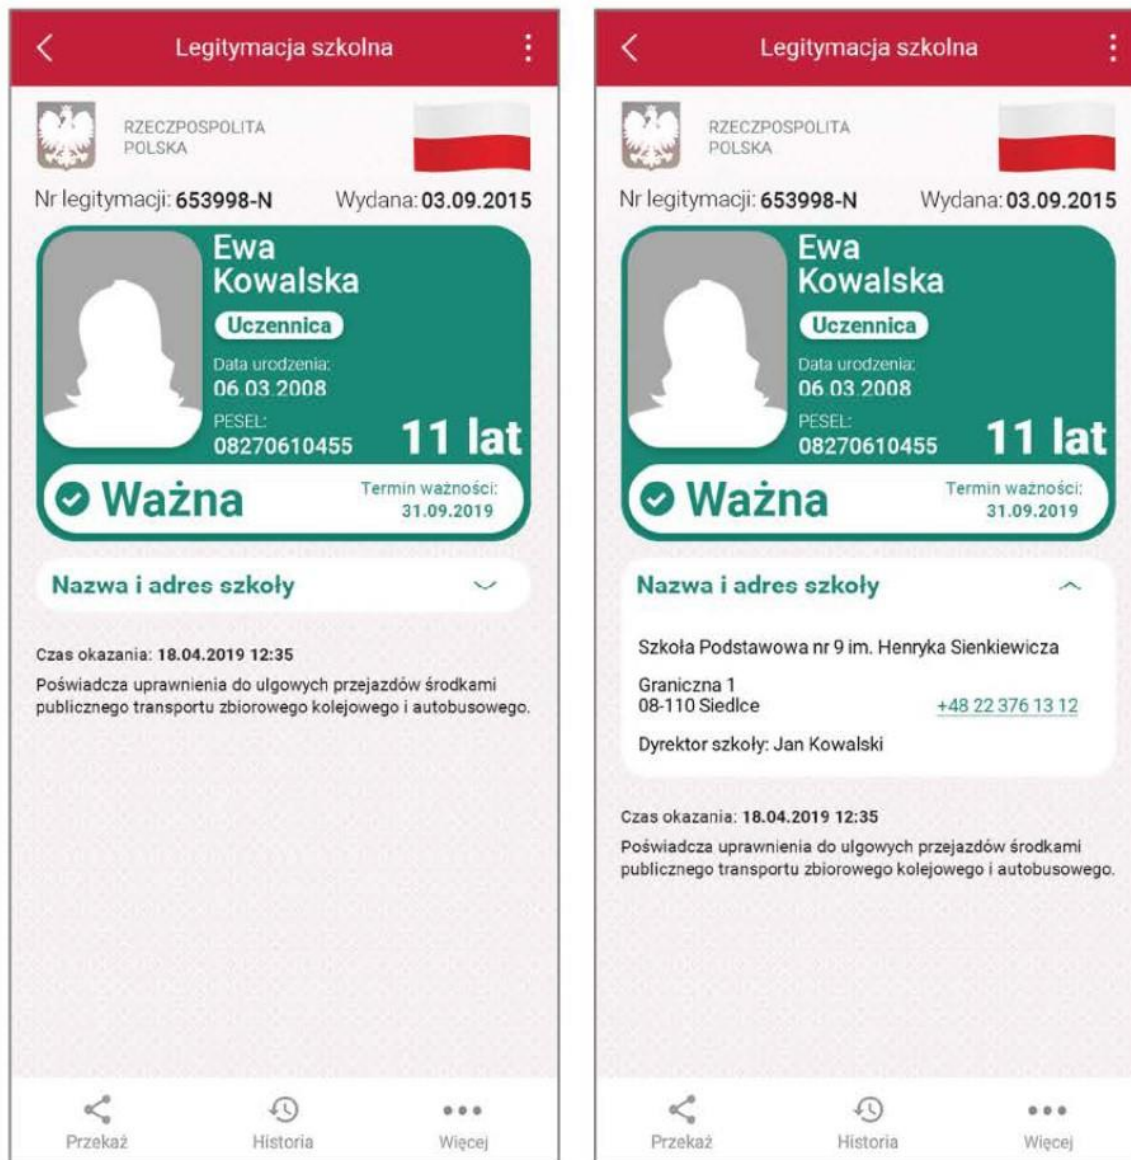 Legitymacja szkolna
RZECZPOSPOLITA
POLSKA
Nr legitymacji: 653998-N Wydana: 03.09.2015
Ewa
Kowalska
Uczennica
Data urodzenia:
06.03.2008
PESEL:
08270610455
11 lat
Ważna
Termin ważności:
31.09.2019
Nazwa i adres szkoły
Czas okazania: 18.04.2019 12:35
Poświadcza uprawnienia do ulgowych przejazdów środkami
publicznego transportu zbiorowego kolejowego i autobusowego.
Przekaż
Historia
Więcej
Legitymacja szkolna
RZECZPOSPOLITA
POLSKA
Nr legitymacji: 653998-N Wydana: 03.09.2015
Ewa
Kowalska
Uczennica
Data urodzenia:
06.03.2008
PESEL:
08270610455
11 lat
Ważna
Termin ważności:
31.09.2019
Nazwa i adres szkoły
Szkoła Podstawowa nr 9 im. Henryka Sienkiewicza
Graniczna 1
08-110 Siedlce +48 22 376 13 12
Dyrektor szkoły: Jan Kowalski
Czas okazania: 18.04.2019 12:35
Poświadcza uprawnienia do ulgowych przejazdów środkami
publicznego transportu zbiorowego kolejowego i autobusowego.
Przekaż
Historia
Więcej